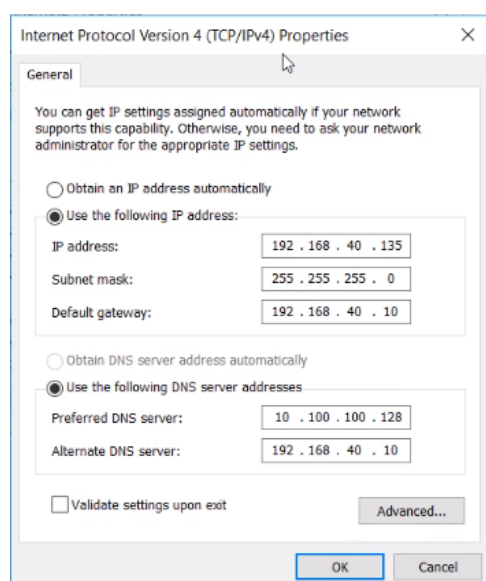 Internet Protocol Version 4 (TCP/IPv4) Properties
General
You can get IP settings assigned automatically if your network
supports this capability. Otherwise, you need to ask your network
administrator for the appropriate IP settings.
Obtain an IP address automatically
Use the following IP address:
IP address: 192 . 168 . 40 . 135
Subnet mask: 255 . 255 . 255 . 0
Default gateway: 192 . 168 . 40 . 10
Obtain DNS server address automatically
Use the following DNS server addresses
Preferred DNS server: 10 . 100 . 100 . 128
Alternate DNS server: 192 . 168 . 40 . 10
Validate settings upon exit
Advanced...
OK Cancel